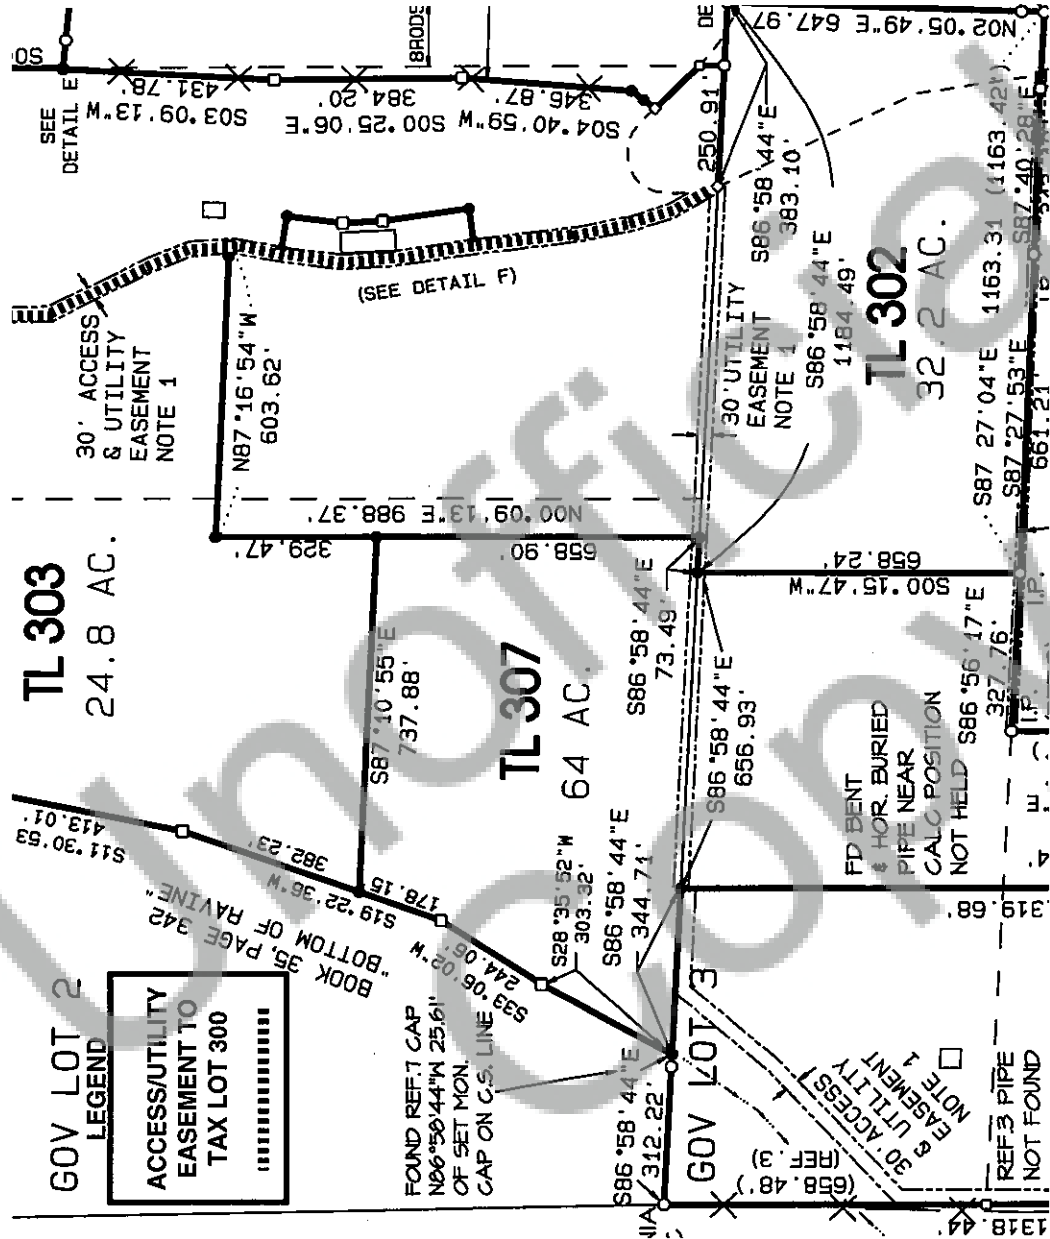 SO
SEE
DETAIL E
431.78'
S03°09'13"W
384.20'
S00°25'06"E
346.87'
S04°40'59"W
BRODS
DE
N02°05'49"E 647.97
250.91'
S86°58'44"E
383.10'
S86°58'44"E
1184.49'
TL 302
32.2 AC.
S87 27'04"E 1163.31 (1163.42')
S87°40'28"E
S87°27'53"E
661.21'
I.P.
30' ACCESS
& UTILITY
EASEMENT
NOTE 1
(SEE DETAIL F)
N87°16'54"W
603.62'
30' UTILITY
EASEMENT
NOTE 1
N00°09'13"E 988.37'
329.47'
658.90'
658.24'
S00°15'47"W
TL 303
24.8 AC.
S87°10'55"E
737.88'
TL 307
64 AC.
S86°58'44"E
73.49'
S86°58'44"E
656.93'
S86°56'17"E
327.76'
I.P.
I.P.
FD BENT
& HOR. BURIED
PIPE NEAR
CALC POSITION
NOT HELD
413.01'
S11°30'53
382.23'
S19°22'36"W
178.15
244.06'
S33°06'02"W
BOOK 35, PAGE 342
"BOTTOM OF RAVINE"
S28°35'52"W
303.32'
S86°58'44"E
344.71'
1319.68'
GOV LOT 2
LEGEND
ACCESS/UTILITY
EASEMENT TO
TAX LOT 300
FOUND REF.7 CAP
N86°58'44"W 25.61'
OF SET MON.
CAP ON C.S. LINE
S86°58'44"E
312.22'
GOV LOT 3
30' ACCESS
& UTILITY
EASEMENT
NOTE 1
(658.48')
(REF.3)
REF3 PIPE
NOT FOUND
1318.44'
NIA
Unofficial
Copy